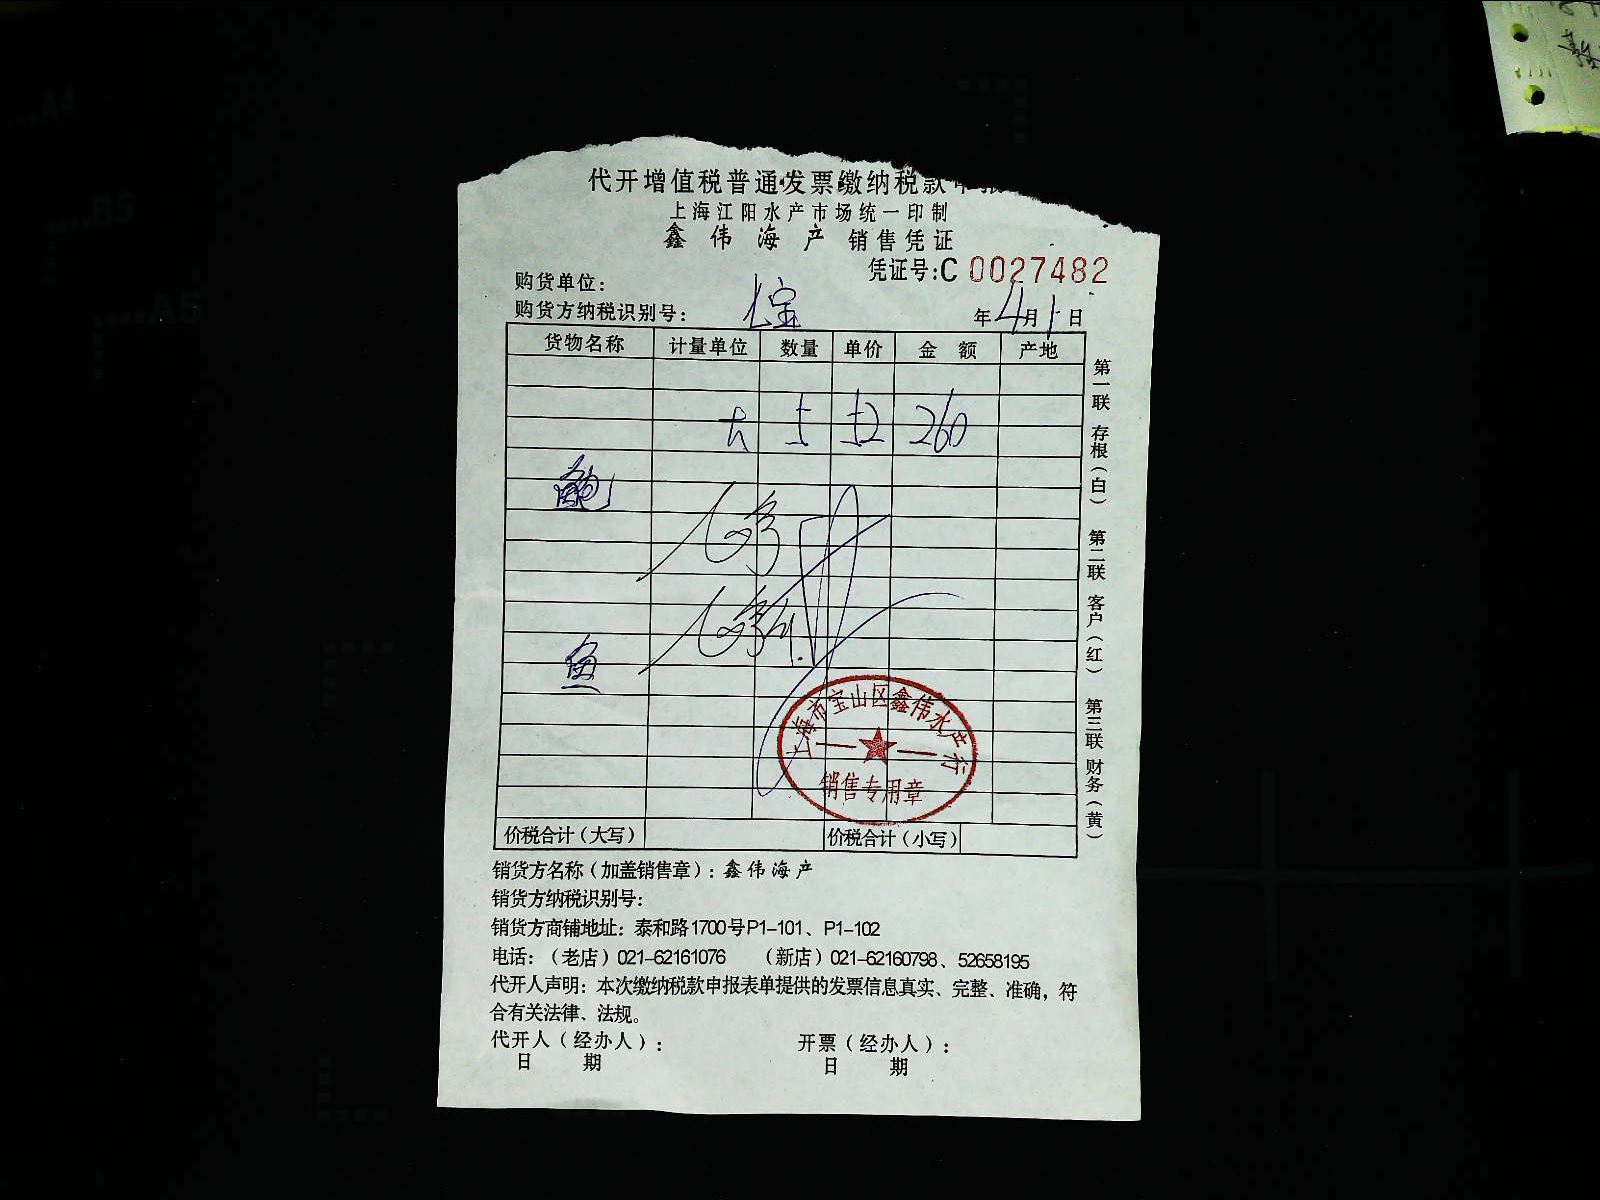 代开增值税普通发票缴纳税款申报
上海江阳水产市场统一印制
鑫伟海产 销售凭证
凭证号:C 0027482
购货单位:
购货方纳税识别号:
年4月1日
货物名称 计量单位 数量 单价 金额 产地
260
鱼
上海市宝山区鑫伟水产行
销售专用章
价税合计(大写) 价税合计(小写)
第一联 存根(白) 第二联 客户(红) 第三联 财务(黄)
销货方名称(加盖销售章):鑫伟海产
销货方纳税识别号:
销货方商铺地址:泰和路1700号P1-101、P1-102
电话:(老店)021-62161076 (新店)021-62160798、52658195
代开人声明:本次缴纳税款申报表单提供的发票信息真实、完整、准确,符
合有关法律、法规。
代开人(经办人): 开票(经办人):
日 期 日 期